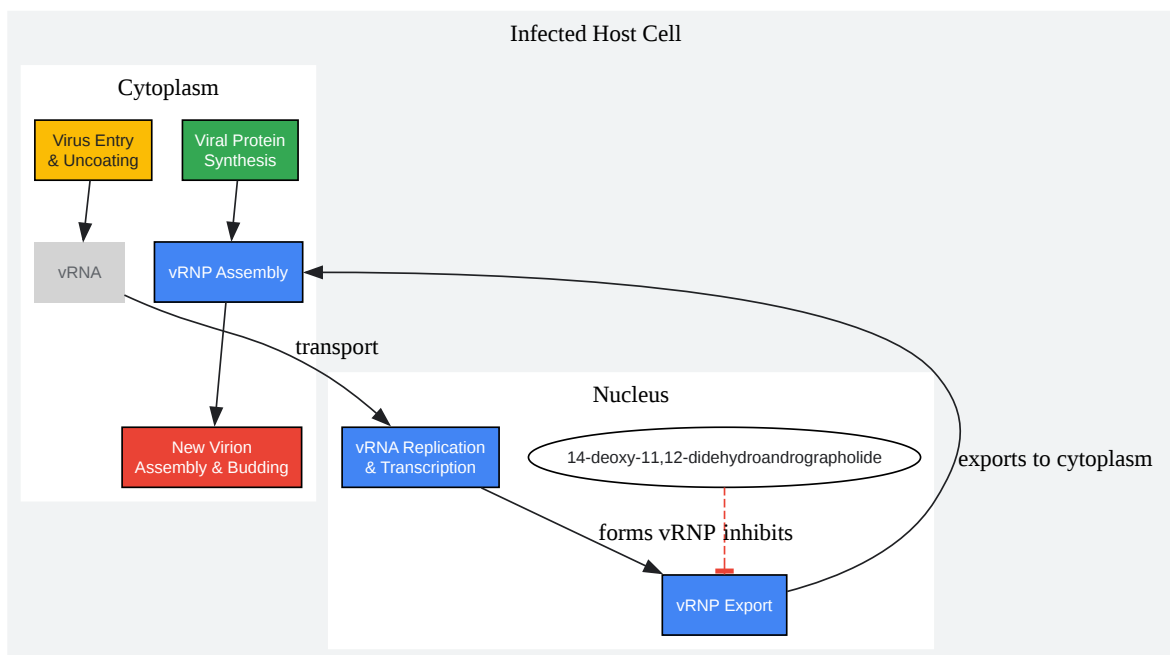 Infected Host Cell
Cytoplasm
Virus Entry
& Uncoating
Viral Protein
Synthesis
vRNA
vRNP Assembly
transport
New Virion
Assembly & Budding
Nucleus
vRNA Replication
& Transcription
14-deoxy-11,12-didehydroandrographolide
exports to cytoplasm
forms vRNP
inhibits
vRNP Export